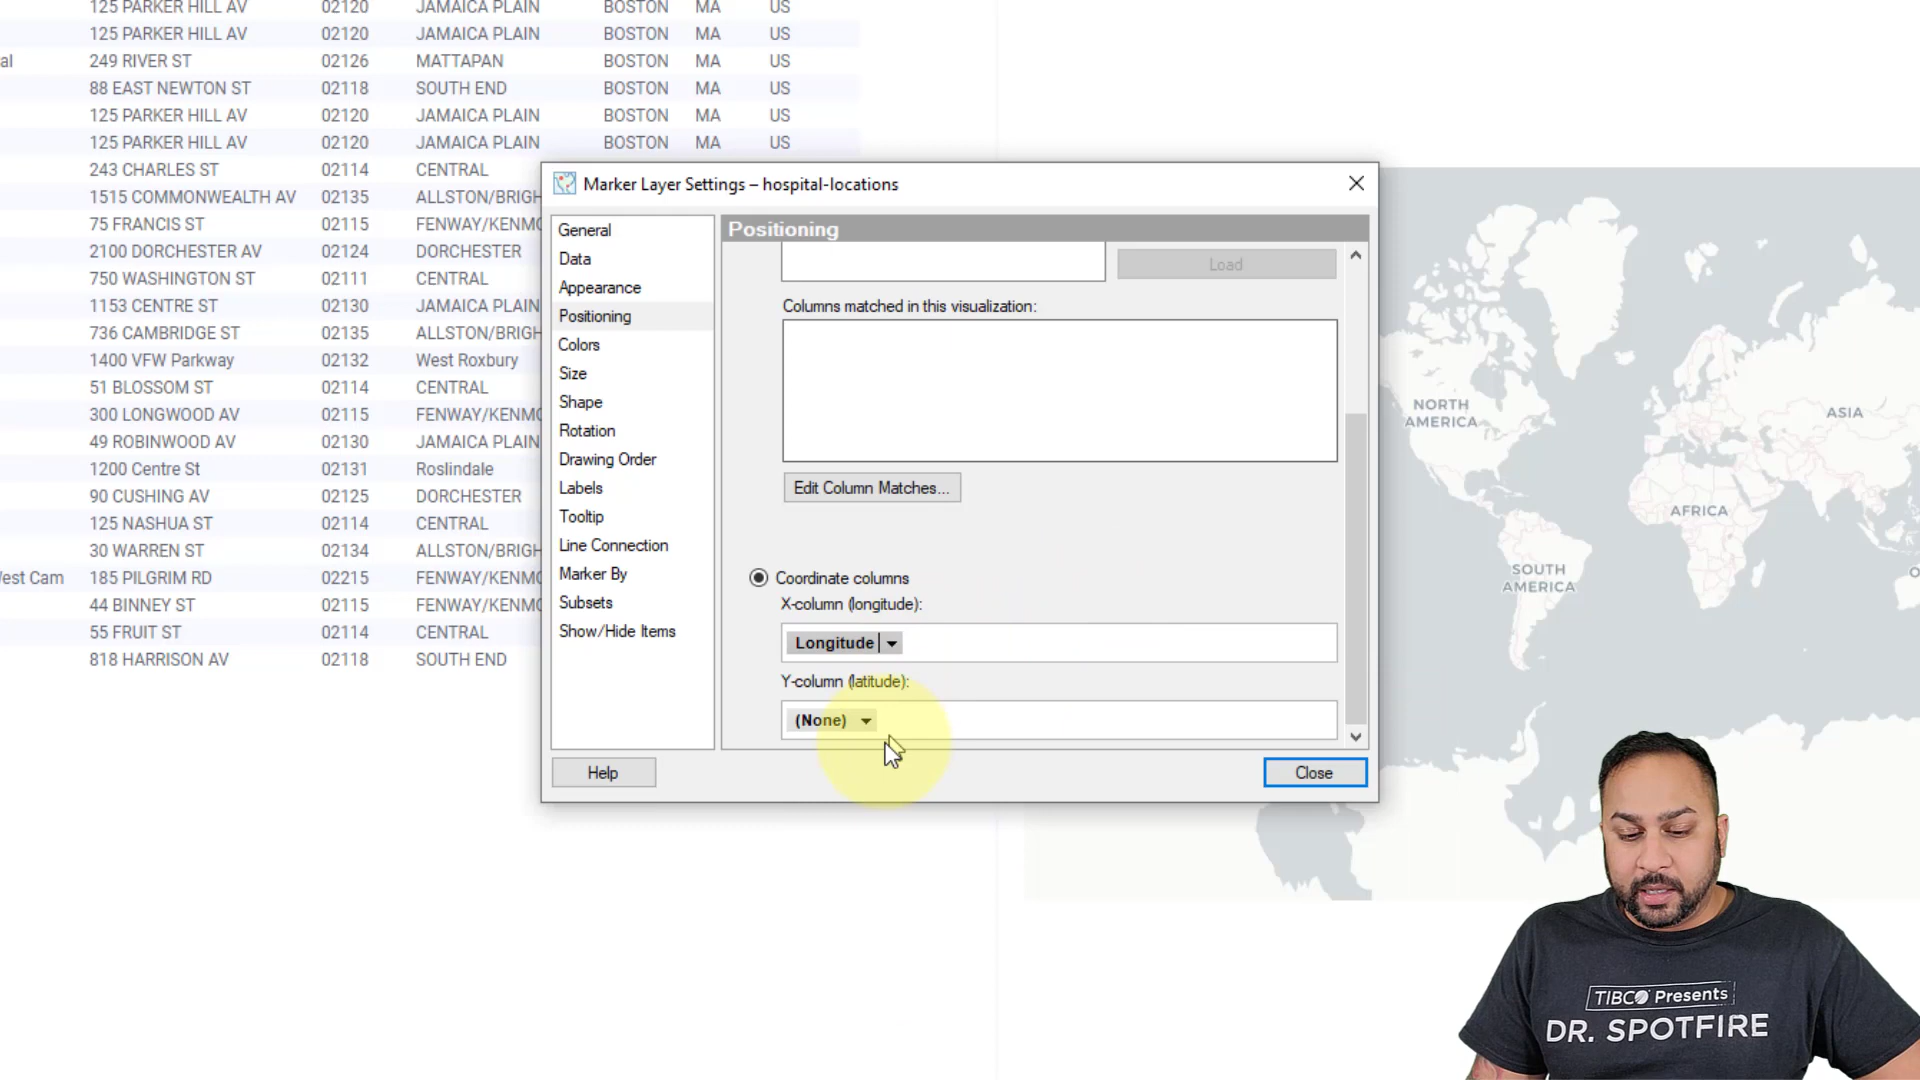 125 PARKER HILL AV 02120 JAMAICA PLAIN BOSTON MA US
125 PARKER HILL AV 02120 JAMAICA PLAIN BOSTON MA US
al 249 RIVER ST 02126 MATTAPAN BOSTON MA US
88 EAST NEWTON ST 02118 SOUTH END BOSTON MA US
125 PARKER HILL AV 02120 JAMAICA PLAIN BOSTON MA US
125 PARKER HILL AV 02120 JAMAICA PLAIN BOSTON MA US
243 CHARLES ST 02114 CENTRAL
1515 COMMONWEALTH AV 02135 ALLSTON/BRIGH
75 FRANCIS ST 02115 FENWAY/KENMO
2100 DORCHESTER AV 02124 DORCHESTER
750 WASHINGTON ST 02111 CENTRAL
1153 CENTRE ST 02130 JAMAICA PLAIN
736 CAMBRIDGE ST 02135 ALLSTON/BRIGH
1400 VFW Parkway 02132 West Roxbury
51 BLOSSOM ST 02114 CENTRAL
300 LONGWOOD AV 02115 FENWAY/KENMO
49 ROBINWOOD AV 02130 JAMAICA PLAIN
1200 Centre St 02131 Roslindale
90 CUSHING AV 02125 DORCHESTER
125 NASHUA ST 02114 CENTRAL
30 WARREN ST 02134 ALLSTON/BRIGH
est Cam 185 PILGRIM RD 02215 FENWAY/KENMO
44 BINNEY ST 02115 FENWAY/KENMO
55 FRUIT ST 02114 CENTRAL
818 HARRISON AV 02118 SOUTH END
Marker Layer Settings – hospital-locations
General
Data
Appearance
Positioning
Colors
Size
Shape
Rotation
Drawing Order
Labels
Tooltip
Line Connection
Marker By
Subsets
Show/Hide Items
Positioning
Load
Columns matched in this visualization:
Edit Column Matches...
Coordinate columns
X-column (longitude):
Longitude
Y-column (latitude):
(None)
Help
Close
NORTH
AMERICA
ASIA
AFRICA
SOUTH
AMERICA
O
TIBCO Presents
DR. SPOTFIRE